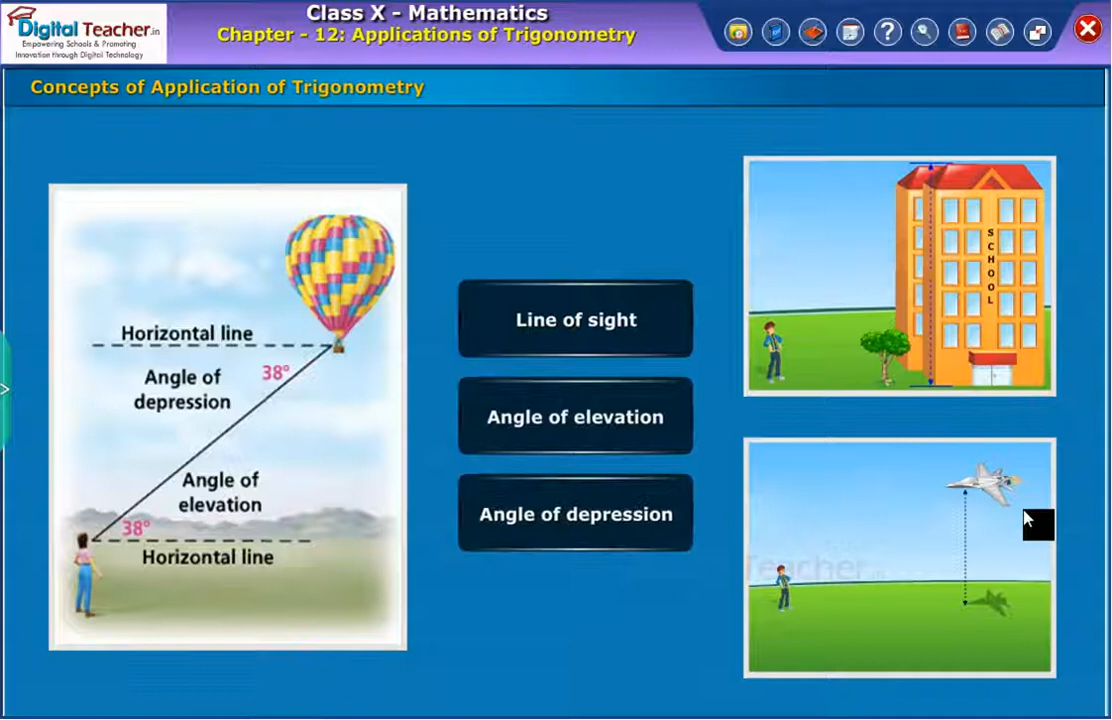 Digital Teacher.in
Empowering Schools & Promoting
Innovation through Digital Technology
Class X - Mathematics
Chapter - 12: Applications of Trigonometry
Concepts of Application of Trigonometry
Horizontal line
38°
Angle of
depression
Angle of
elevation
38°
Horizontal line
Line of sight
Angle of elevation
Angle of depression
SCHOOL
Teacher.in